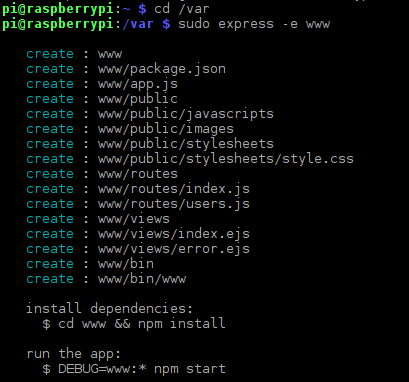 pi@raspberrypi:~ $ cd /var
pi@raspberrypi:/var $ sudo express -e www
create : www
create : www/package.json
create : www/app.js
create : www/public
create : www/public/javascripts
create : www/public/images
create : www/public/stylesheets
create : www/public/stylesheets/style.css
create : www/routes
create : www/routes/index.js
create : www/routes/users.js
create : www/views
create : www/views/index.ejs
create : www/views/error.ejs
create : www/bin
create : www/bin/www
install dependencies:
$ cd www && npm install
run the app:
$ DEBUG=www:* npm start